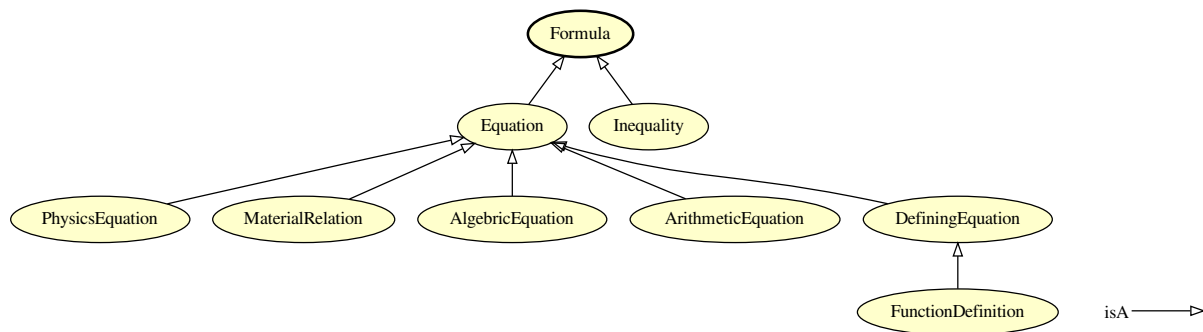 Formula
Equation
Inequality
PhysicsEquation
MaterialRelation
AlgebricEquation
ArithmeticEquation
DefiningEquation
FunctionDefinition
isA